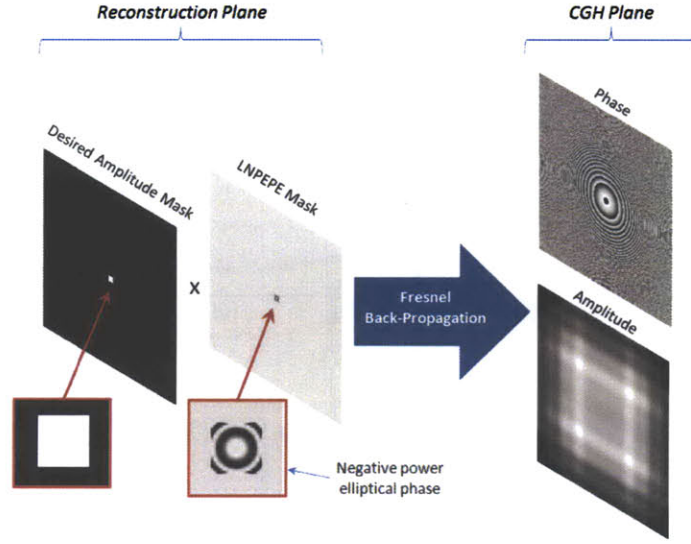 Reconstruction Plane
CGH Plane
Desired Amplitude Mask
LNPEPE Mask
Phase
X
Fresnel
Back-Propagation
Amplitude
Negative power
elliptical phase